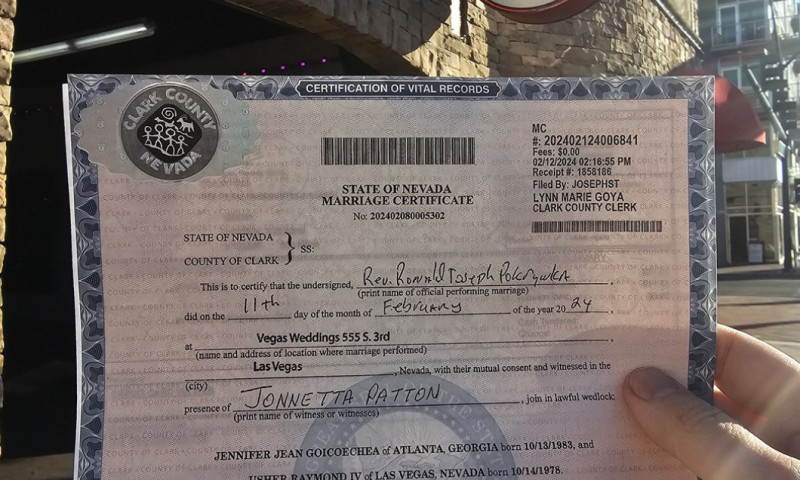 CERTIFICATION OF VITAL RECORDS
CLARK COUNTY
NEVADA
MC
#: 202402124006841
Fees: $0.00
02/12/2024 02:16:55 PM
Receipt #: 1858186
Filed By: JOSEPHST
LYNN MARIE GOYA
CLARK COUNTY CLERK
STATE OF NEVADA
MARRIAGE CERTIFICATE
No: 202402080005302
STATE OF NEVADA
COUNTY OF CLARK } SS:
This is to certify that the undersigned, Rev. Ronald Joseph Pokrywka
(print name of official performing marriage)
did on the 11th day of the month of February of the year 20 24 ,
at Vegas Weddings 555 S. 3rd
(name and address of location where marriage performed)
Las Vegas , Nevada, with their mutual consent and witnessed in the
(city)
presence of JONNETTA PATTON , join in lawful wedlock:
(print name of witness or witnesses)
JENNIFER JEAN GOICOECHEA of ATLANTA, GEORGIA born 10/13/1983, and
USHER RAYMOND IV of LAS VEGAS, NEVADA born 10/14/1978.